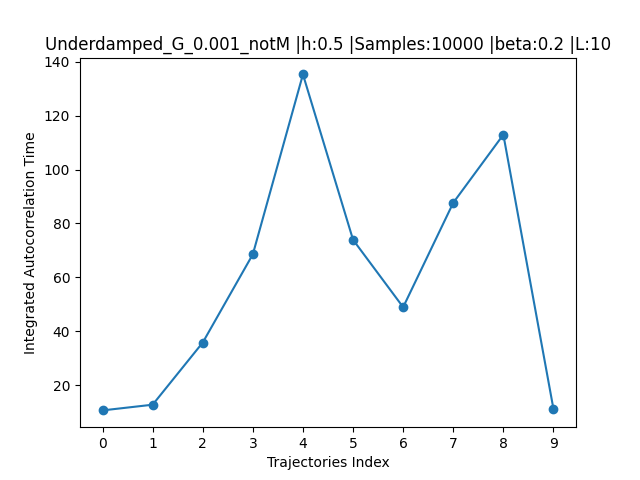 Underdamped_G_0.001_notM |h:0.5 |Samples:10000 |beta:0.2 |L:10
140
120
100
80
60
40
20
Integrated Autocorrelation Time
0 1 2 3 4 5 6 7 8 9
Trajectories Index